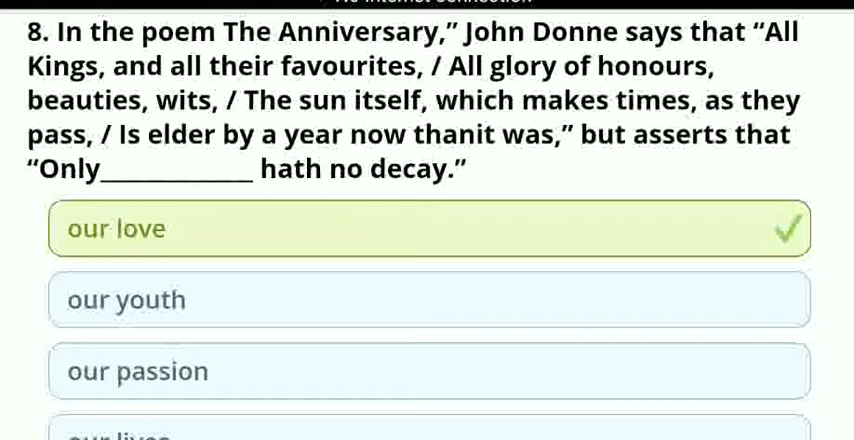 8. In the poem The Anniversary,” John Donne says that “All
Kings, and all their favourites, / All glory of honours,
beauties, wits, / The sun itself, which makes times, as they
pass, / Is elder by a year now thanit was,” but asserts that
“Only____________ hath no decay.”
our love
our youth
our passion